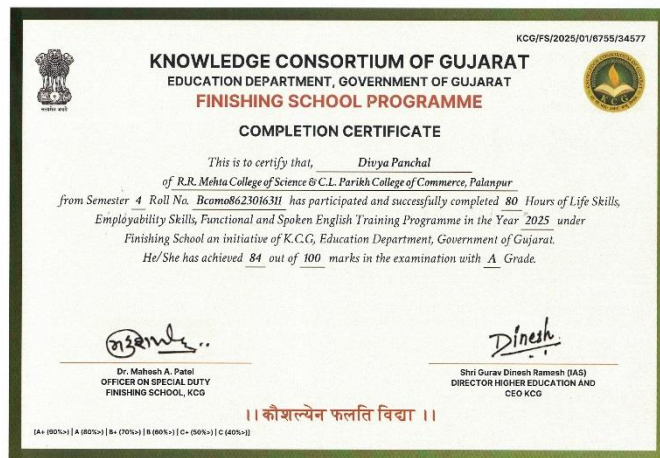 KCG/FS/2025/01/6755/34577
KNOWLEDGE CONSORTIUM OF GUJARAT
EDUCATION DEPARTMENT, GOVERNMENT OF GUJARAT
FINISHING SCHOOL PROGRAMME
सत्यमेव जयते
KCG
COMPLETION CERTIFICATE
This is to certify that, Divya Panchal
of R.R. Mehta College of Science & C.L. Parikh College of Commerce, Palanpur
from Semester 4 Roll No. Bcomo8623016311 has participated and successfully completed 80 Hours of Life Skills,
Employability Skills, Functional and Spoken English Training Programme in the Year 2025 under
Finishing School an initiative of K.C.G, Education Department, Government of Gujarat.
He/She has achieved 84 out of 100 marks in the examination with A Grade.
Dinesh
Dr. Mahesh A. Patel
OFFICER ON SPECIAL DUTY
FINISHING SCHOOL, KCG
Shri Gurav Dinesh Ramesh (IAS)
DIRECTOR HIGHER EDUCATION AND
CEO KCG
।। कौशल्येन फलति विद्या ।।
[A+ (90%>) | A (80%>) | B+ (70%>) | B (60%>) | C+ (50%>) | C (40%>)]